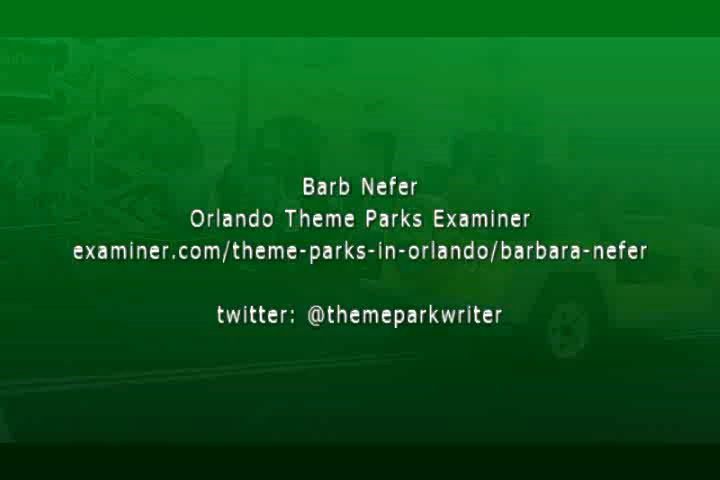 Barb Nefer
Orlando Theme Parks Examiner
examiner.com/theme-parks-in-orlando/barbara-nefer
twitter: @themeparkwriter